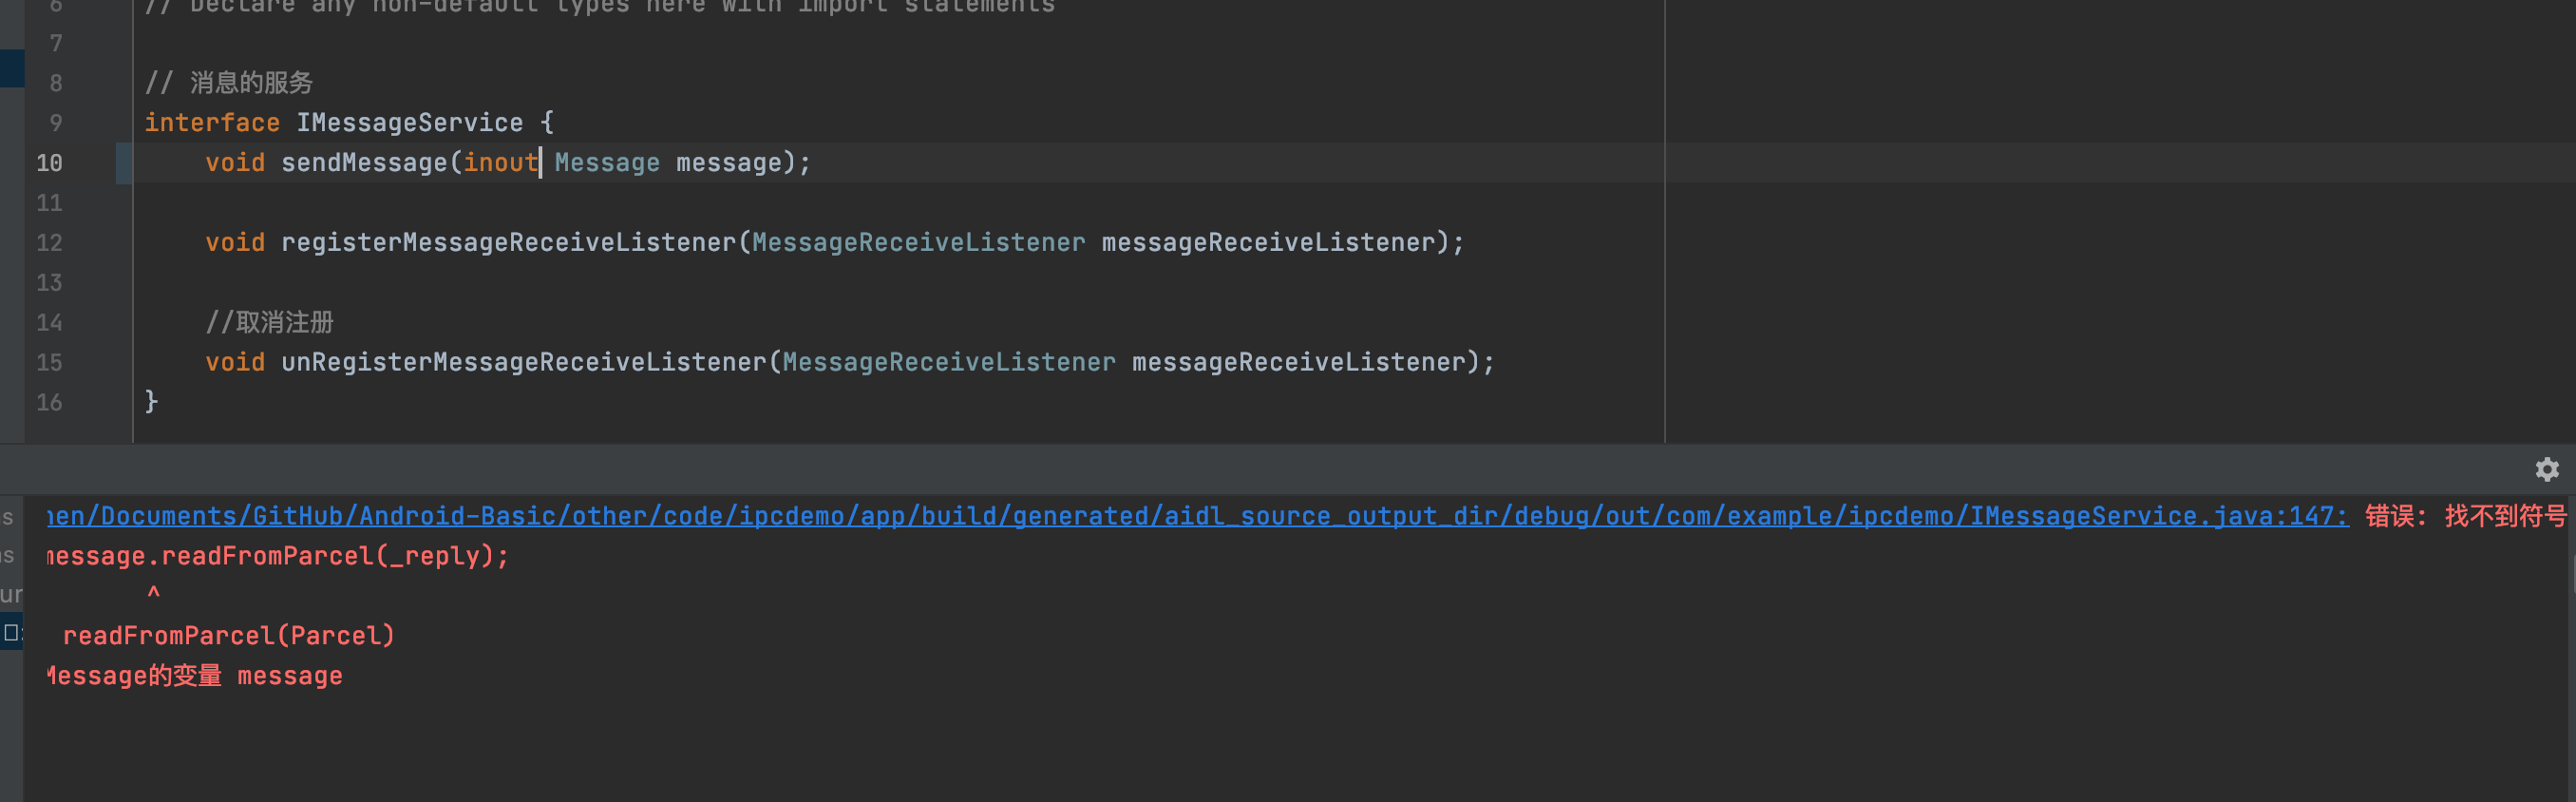 6 // Declare any non-default types here with import statements
7
8 // 消息的服务
9 interface IMessageService {
10 void sendMessage(inout Message message);
11
12 void registerMessageReceiveListener(MessageReceiveListener messageReceiveListener);
13
14 //取消注册
15 void unRegisterMessageReceiveListener(MessageReceiveListener messageReceiveListener);
16 }
s hen/Documents/GitHub/Android-Basic/other/code/ipcdemo/app/build/generated/aidl_source_output_dir/debug/out/com/example/ipcdemo/IMessageService.java:147: 错误: 找不到符号
s message.readFromParcel(_reply);
ur ^
readFromParcel(Parcel)
Message的变量 message